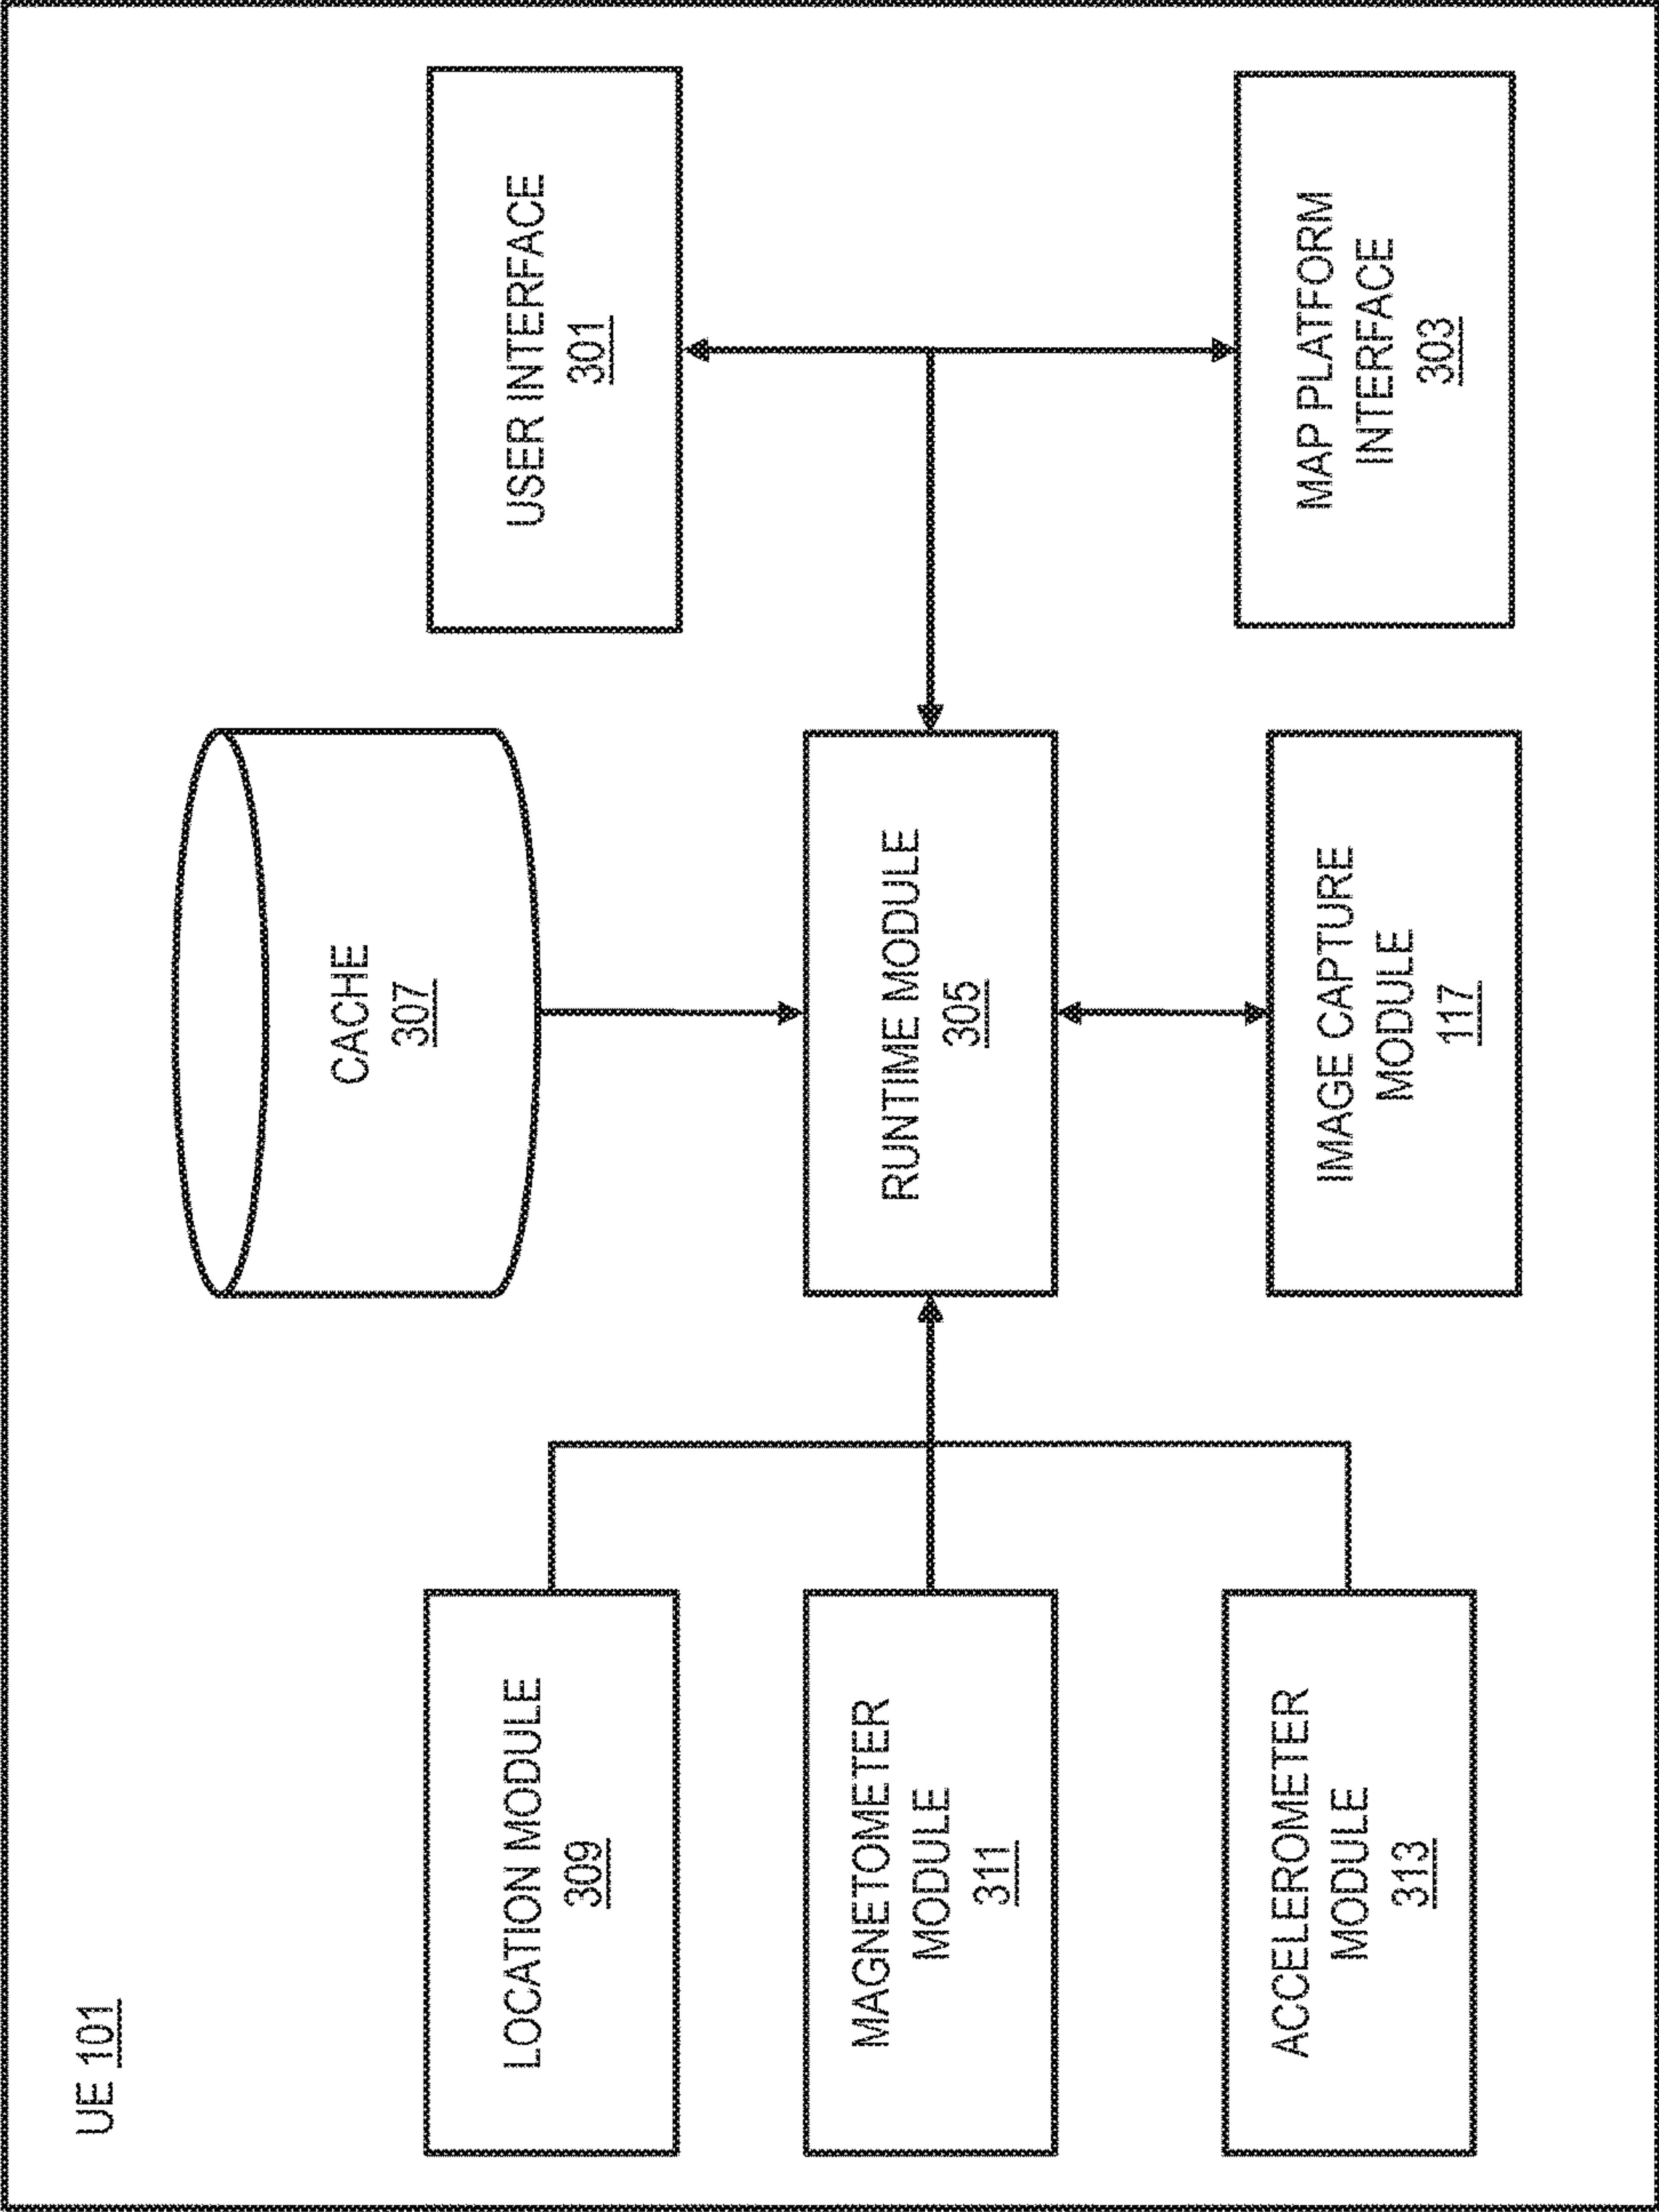 UE 101
LOCATION MODULE
309
MAGNETOMETER
MODULE
311
ACCELEROMETER
MODULE
313
CACHE
307
RUNTIME MODULE
305
IMAGE CAPTURE
MODULE
117
USER INTERFACE
301
MAP PLATFORM
INTERFACE
303